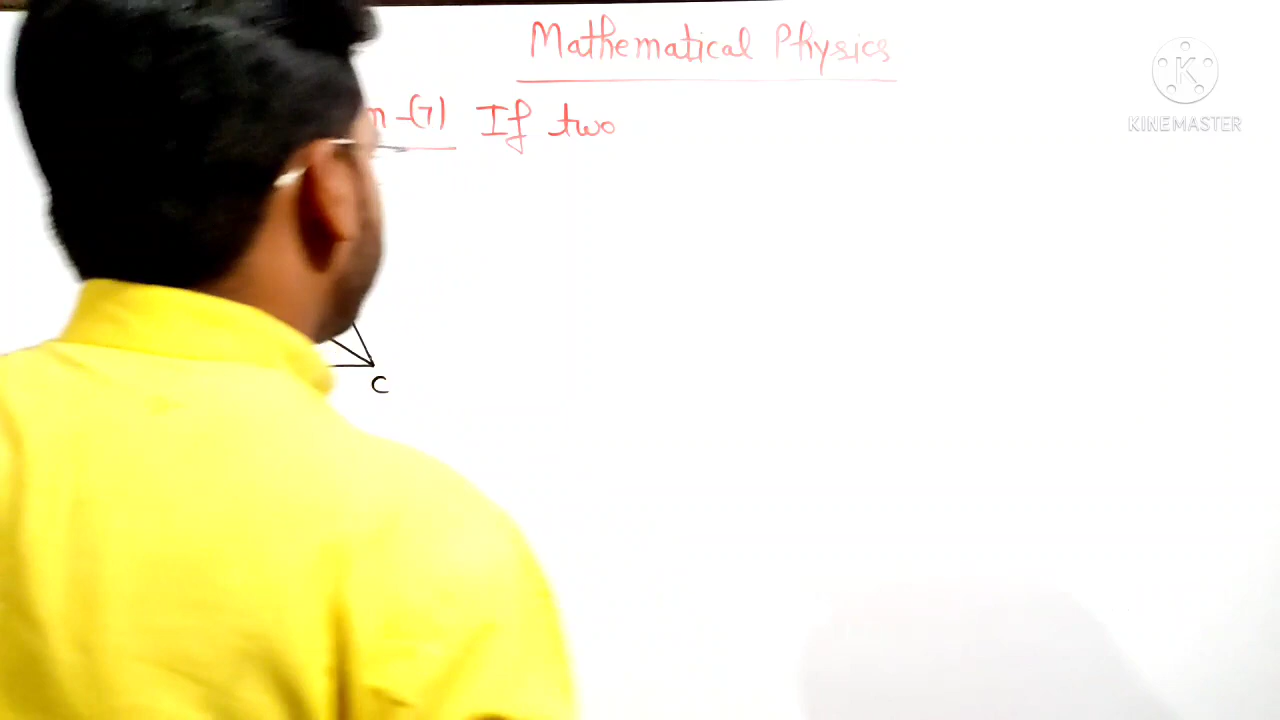 Mathematical Physics
n-(7) If two
C
K
KINEMASTER